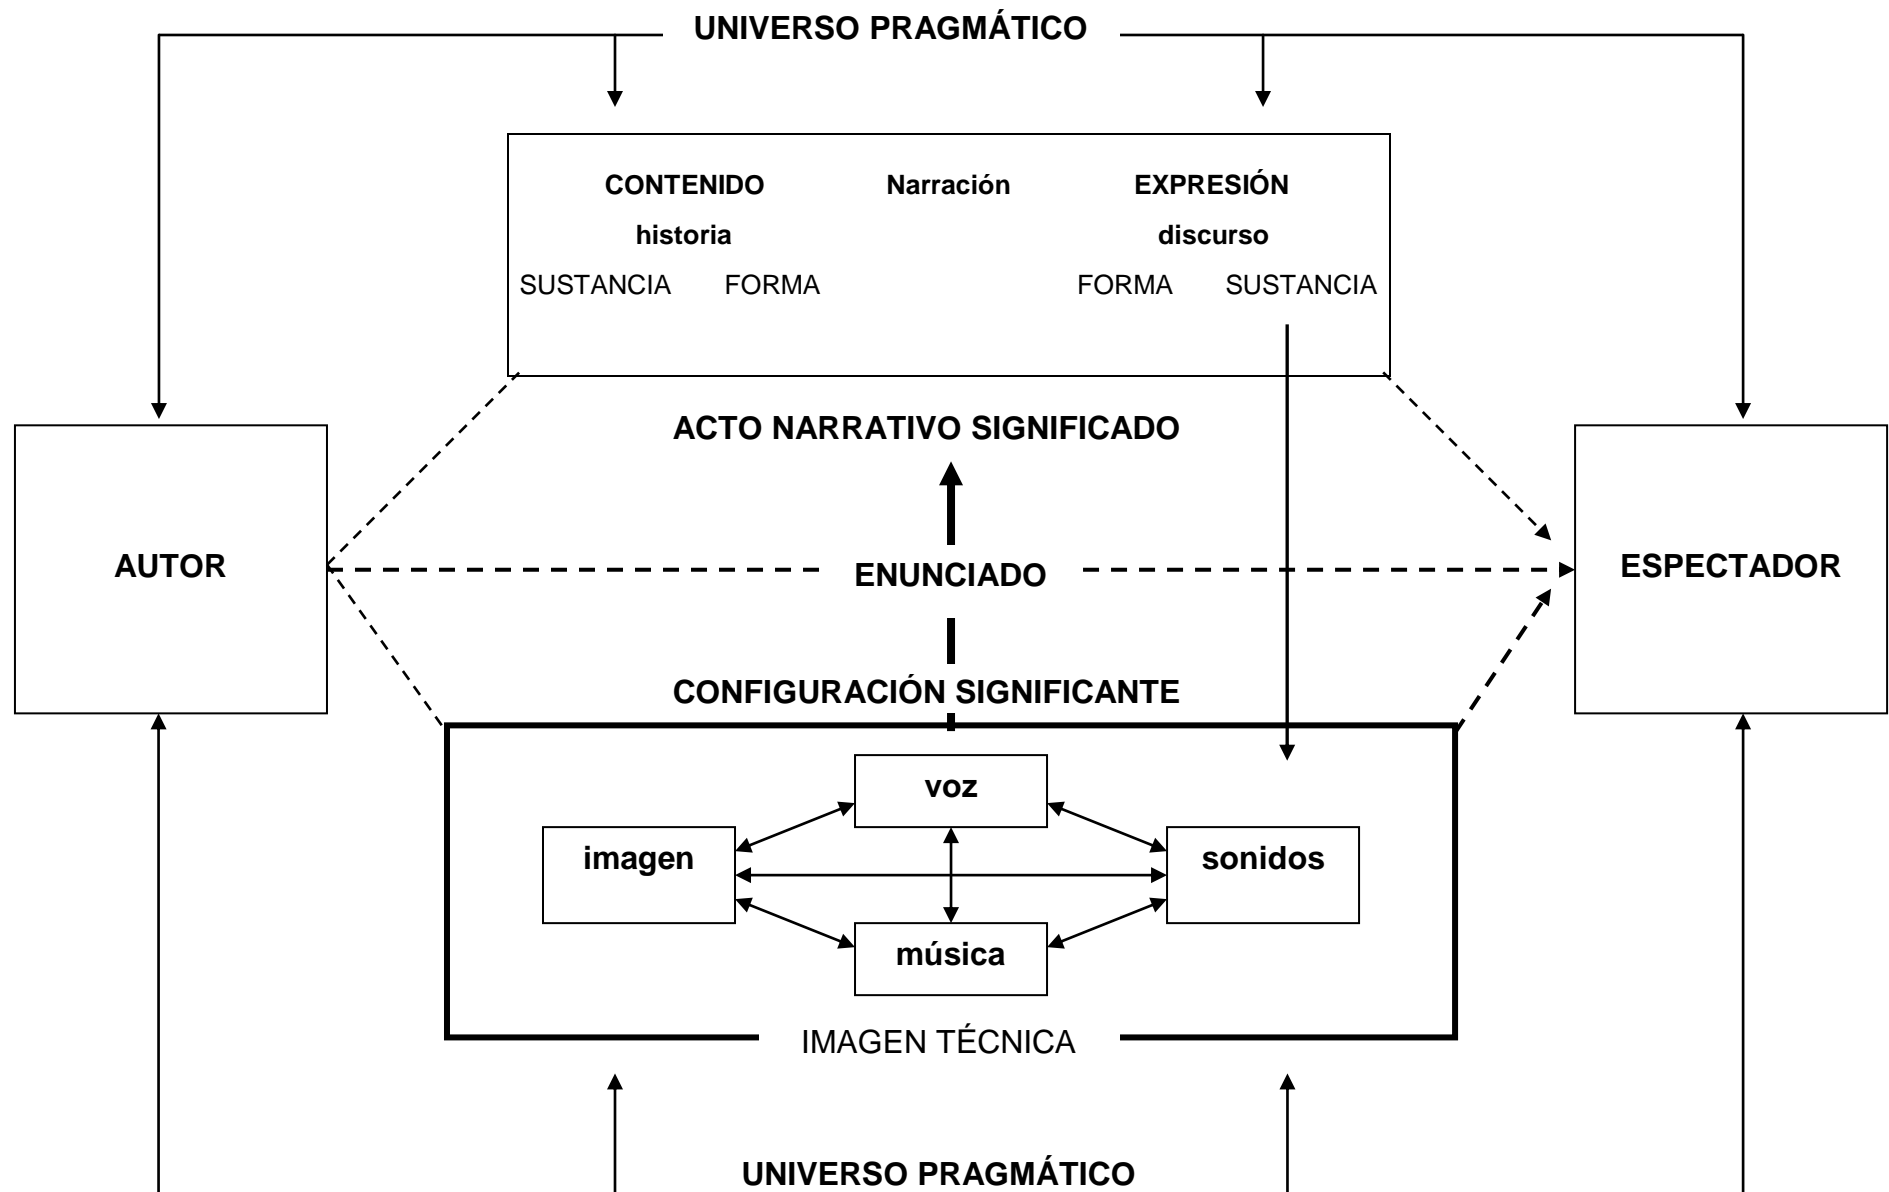 UNIVERSO PRAGMÁTICO
CONTENIDO Narración EXPRESIÓN
historia discurso
SUSTANCIA FORMA FORMA SUSTANCIA
ACTO NARRATIVO SIGNIFICADO
AUTOR ENUNCIADO ESPECTADOR
CONFIGURACIÓN SIGNIFICANTE
voz
imagen sonidos
música
IMAGEN TÉCNICA
UNIVERSO PRAGMÁTICO